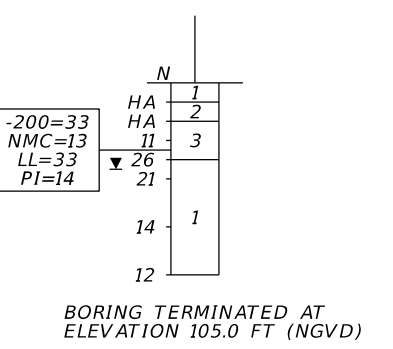 N
1
HA
2
HA
-200=33
11
3
NMC=13
LL=33
26
PI=14
21
1
14
12
BORING TERMINATED AT
ELEVATION 105.0 FT (NGVD)